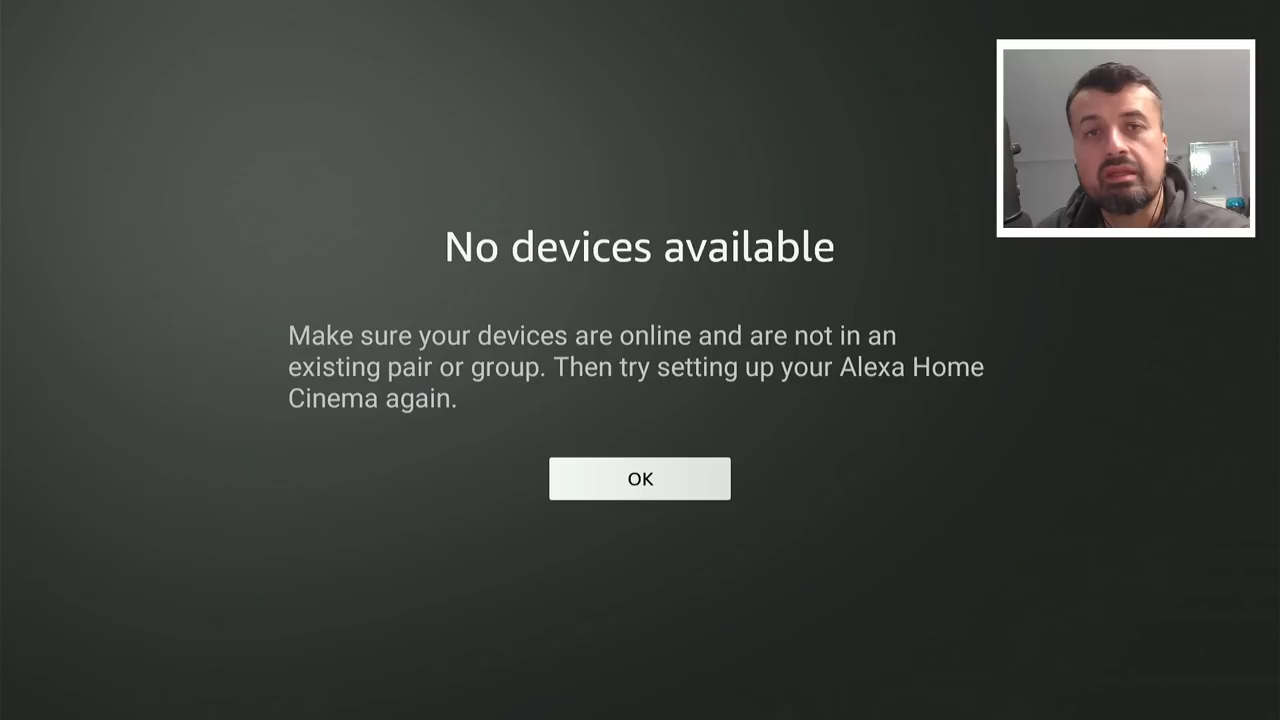 No devices available
Make sure your devices are online and are not in an
existing pair or group. Then try setting up your Alexa Home
Cinema again.
OK